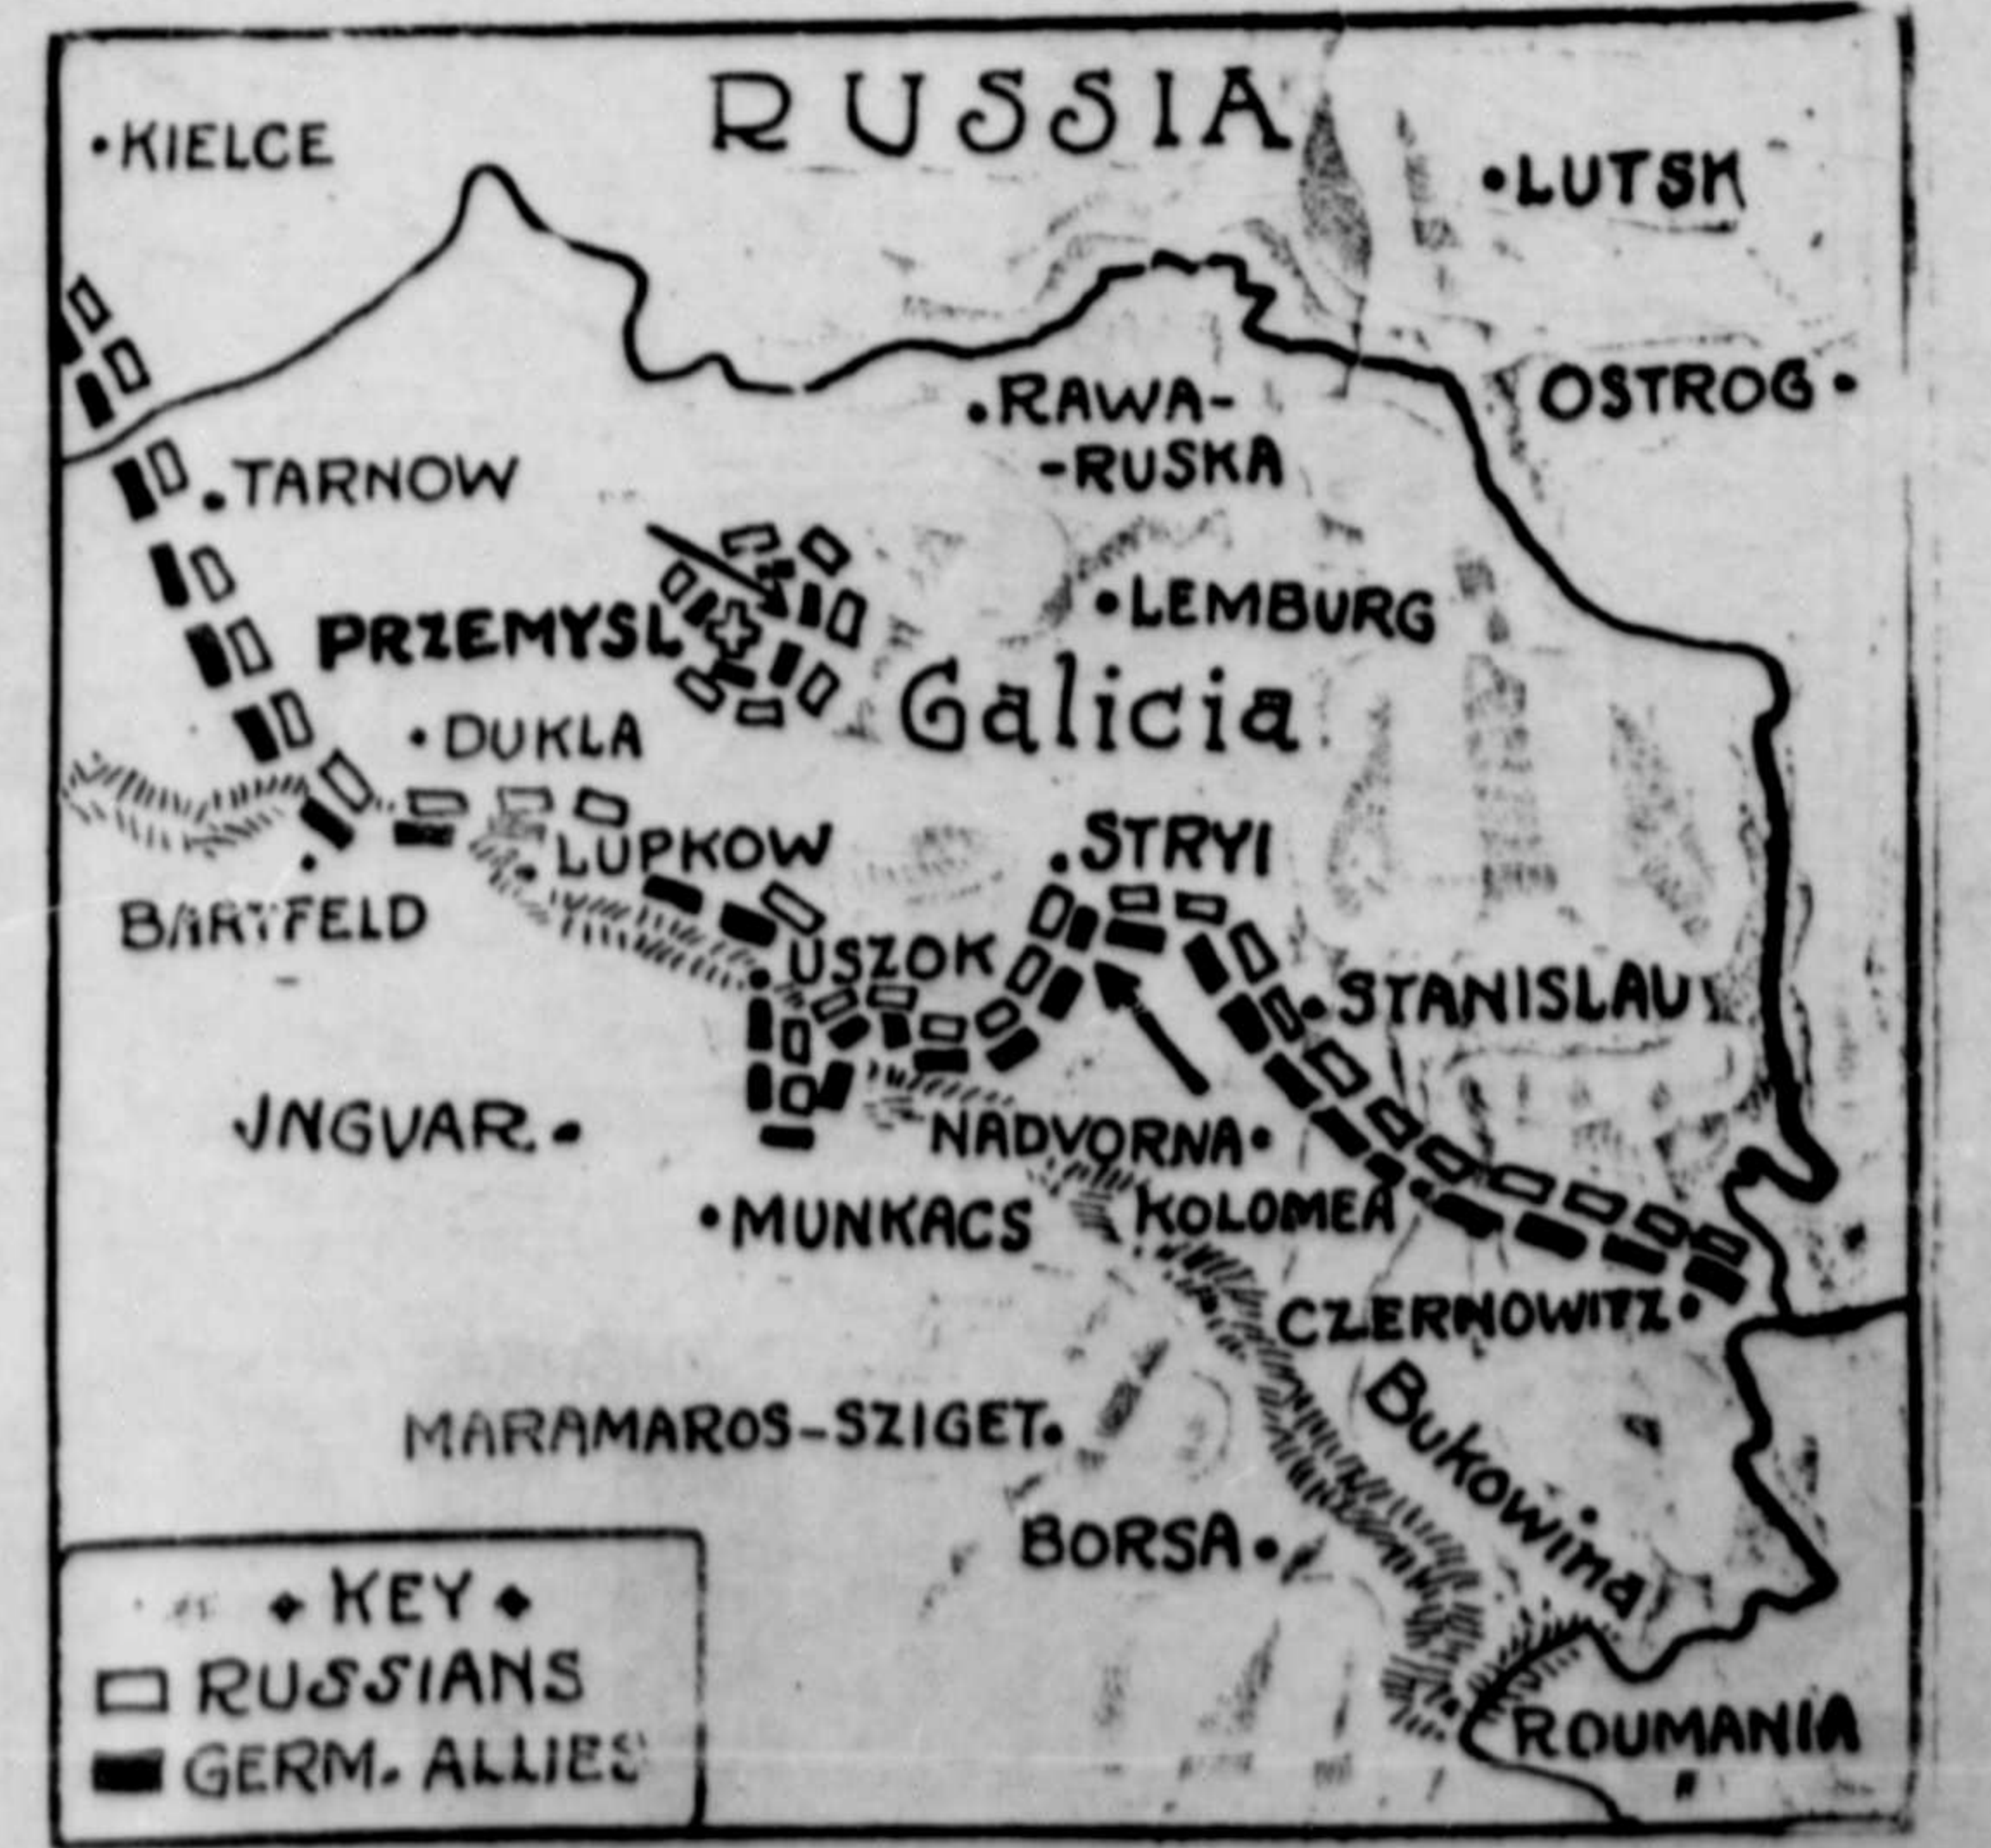 RUSSIA
KIELCE
LUTSK
OSTROG
RAWA-
-RUSKA
TARNOW
LEMBURG
PRZEMYSL
Galicia
DUKLA
STRYI
LUPKOW
BARTFELD
USZOK
STANISLAU
JNGVAR
NADVORNA
KOLOMEA
MUNKACS
CZERNOWITZ
Bukowina
MARAMAROS-SZIGET
BORSA
ROUMANIA
KEY
RUSSIANS
GERM. ALLIES